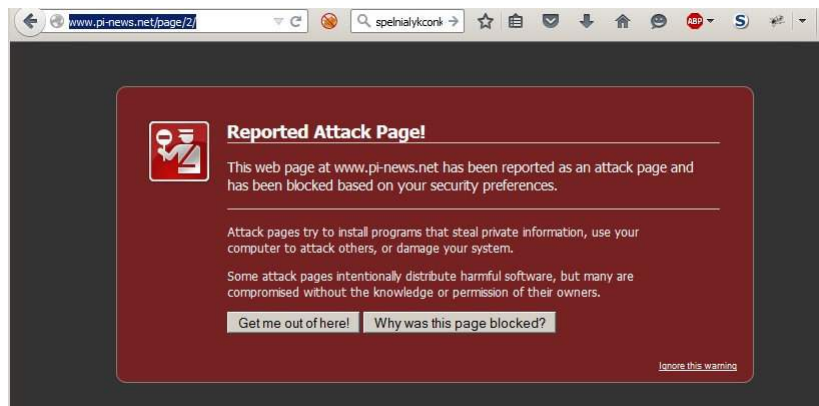 www.pi-news.net/page/2/
spelnialykconk
ABP
S
Reported Attack Page!
This web page at www.pi-news.net has been reported as an attack page and
has been blocked based on your security preferences.
Attack pages try to install programs that steal private information, use your
computer to attack others, or damage your system.
Some attack pages intentionally distribute harmful software, but many are
compromised without the knowledge or permission of their owners.
Get me out of here! Why was this page blocked?
Ignore this warning